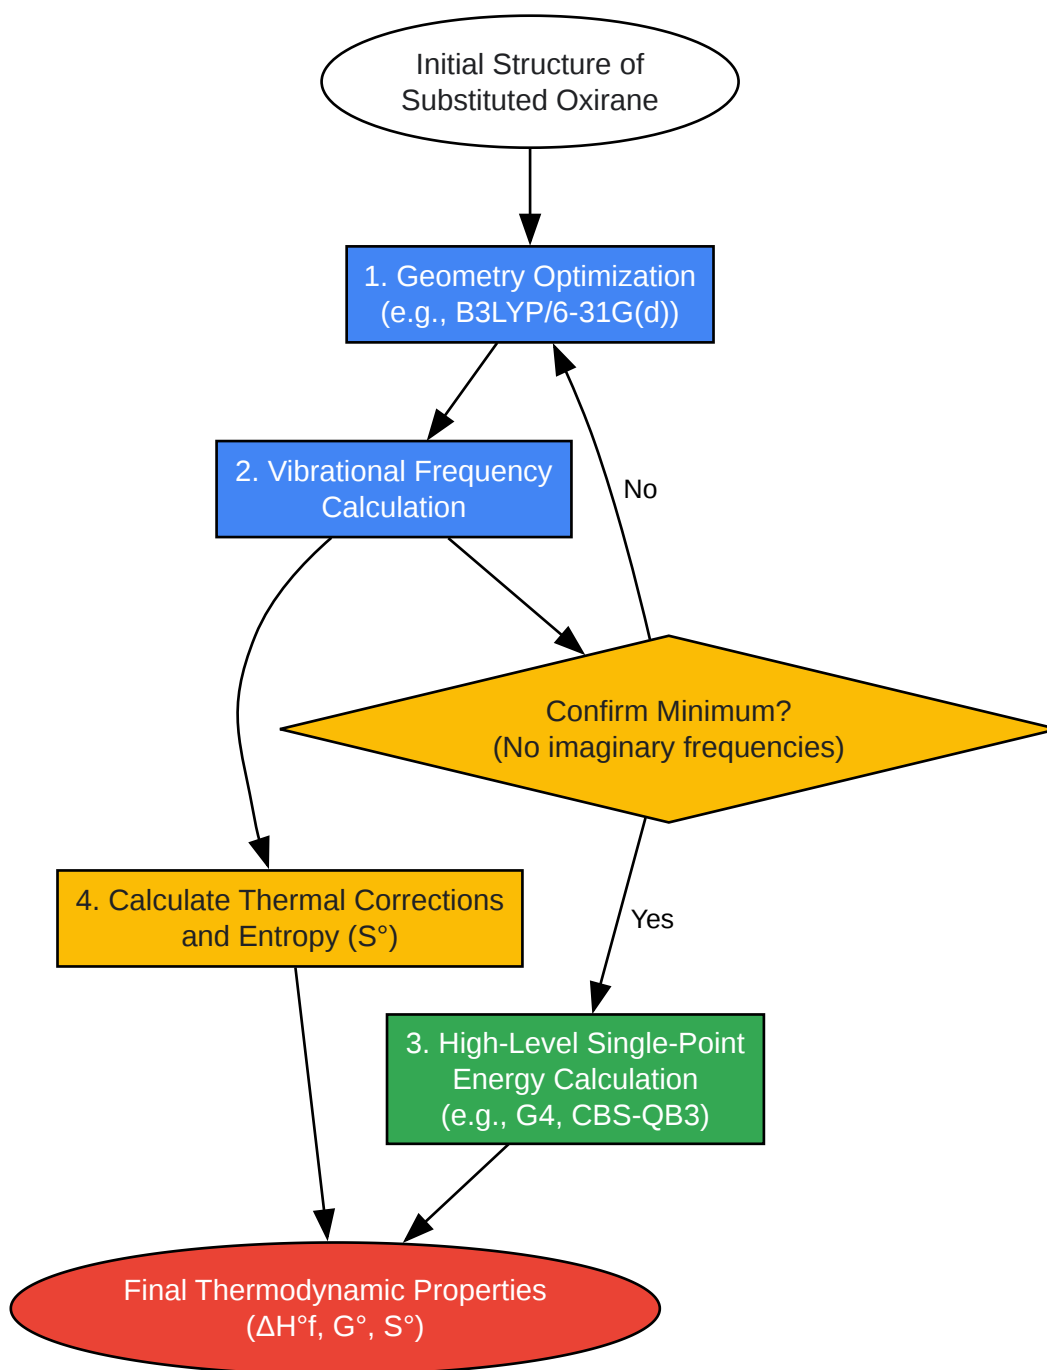 Initial Structure of
Substituted Oxirane
1. Geometry Optimization
(e.g., B3LYP/6-31G(d))
2. Vibrational Frequency
Calculation
No
Confirm Minimum?
(No imaginary frequencies)
4. Calculate Thermal Corrections
and Entropy (S°)
Yes
3. High-Level Single-Point
Energy Calculation
(e.g., G4, CBS-QB3)
Final Thermodynamic Properties
(ΔH°f, G°, S°)